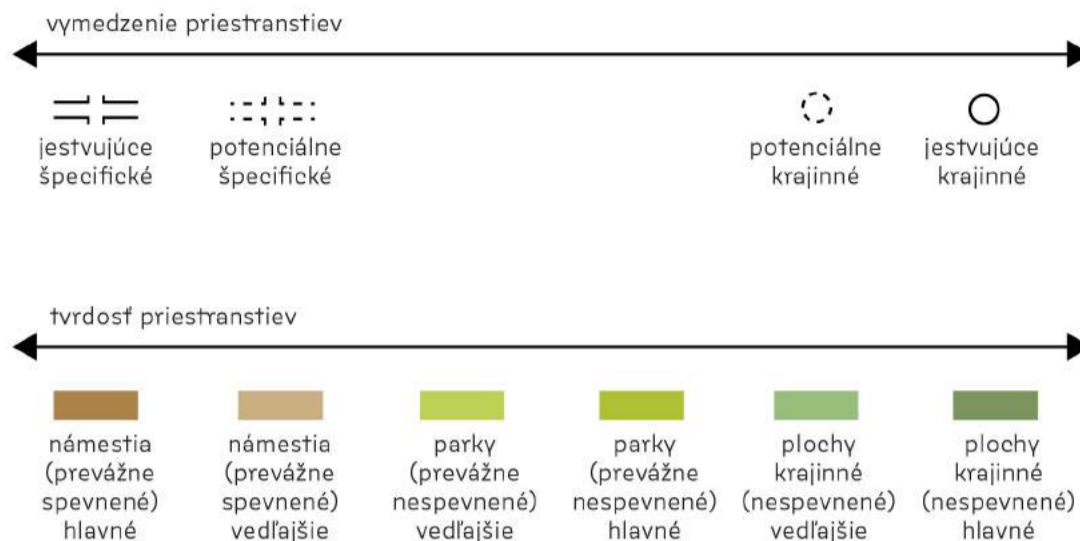 vymedzenie priestranstiev
jestvujúce
špecifické
potenciálne
špecifické
potenciálne
krajinné
jestvujúce
krajinné
tvrdosť priestranstiev
námestia
(prevážne
spevnené)
hlavné
námestia
(prevážne
spevnené)
vedľajšie
parky
(prevážne
nespevnené)
vedľajšie
parky
(prevážne
nespevnené)
hlavné
plochy
krajinné
(nespevnené)
vedľajšie
plochy
krajinné
(nespevnené)
hlavné